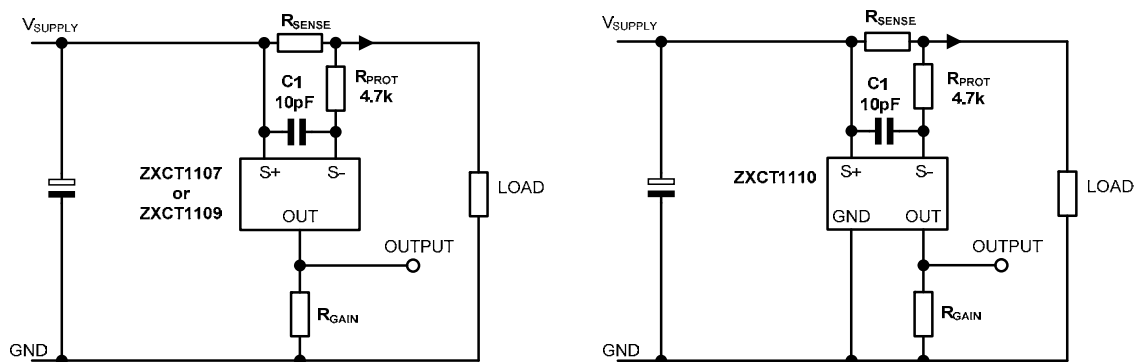 VSUPPLY
RSENSE
RPROT
4.7k
C1
10pF
S+ S-
ZXCT1107
or
ZXCT1109
OUT
LOAD
OUTPUT
RGAIN
GND
VSUPPLY
RSENSE
RPROT
4.7k
C1
10pF
S+ S-
ZXCT1110
GND OUT
LOAD
OUTPUT
RGAIN
GND